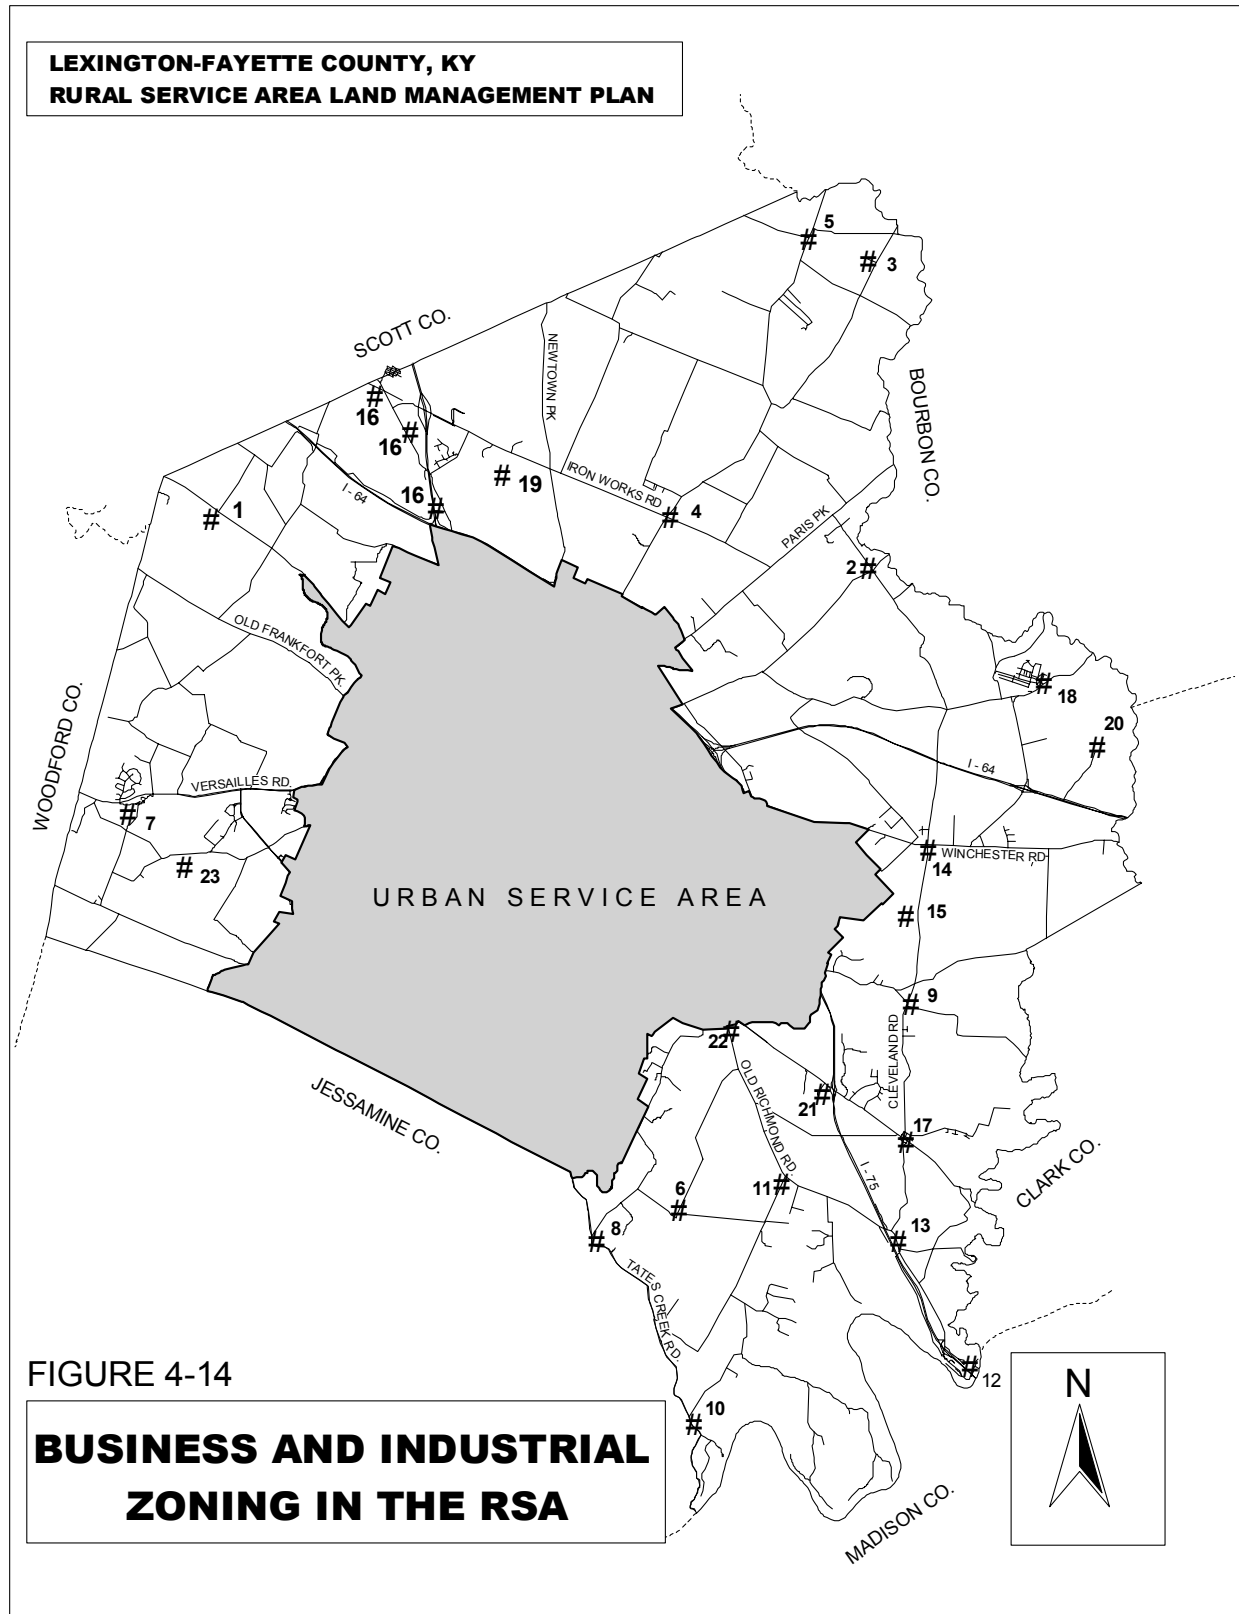 LEXINGTON-FAYETTE COUNTY, KY
RURAL SERVICE AREA LAND MANAGEMENT PLAN
# 5
# 3
SCOTT CO.
NEWTOWN PK
BOURBON CO.
# 16
# 16
# 16
# 19
IRON WORKS RD
# 4
I - 64
# 1
PARIS PK
2 #
OLD FRANKFORT PK.
# 18
20
#
WOODFORD CO.
VERSAILLES RD.
I - 64
# 7
# 23
# 14
WINCHESTER RD
URBAN SERVICE AREA
# 15
# 9
CLEVELAND RD
22 #
OLD RICHMOND RD.
21 #
JESSAMINE CO.
# 17
I - 75
CLARK CO.
6
#
11 #
# 8
# 13
TATES CREEK RD.
# 12
FIGURE 4-14
N
# 10
BUSINESS AND INDUSTRIAL
ZONING IN THE RSA
MADISON CO.